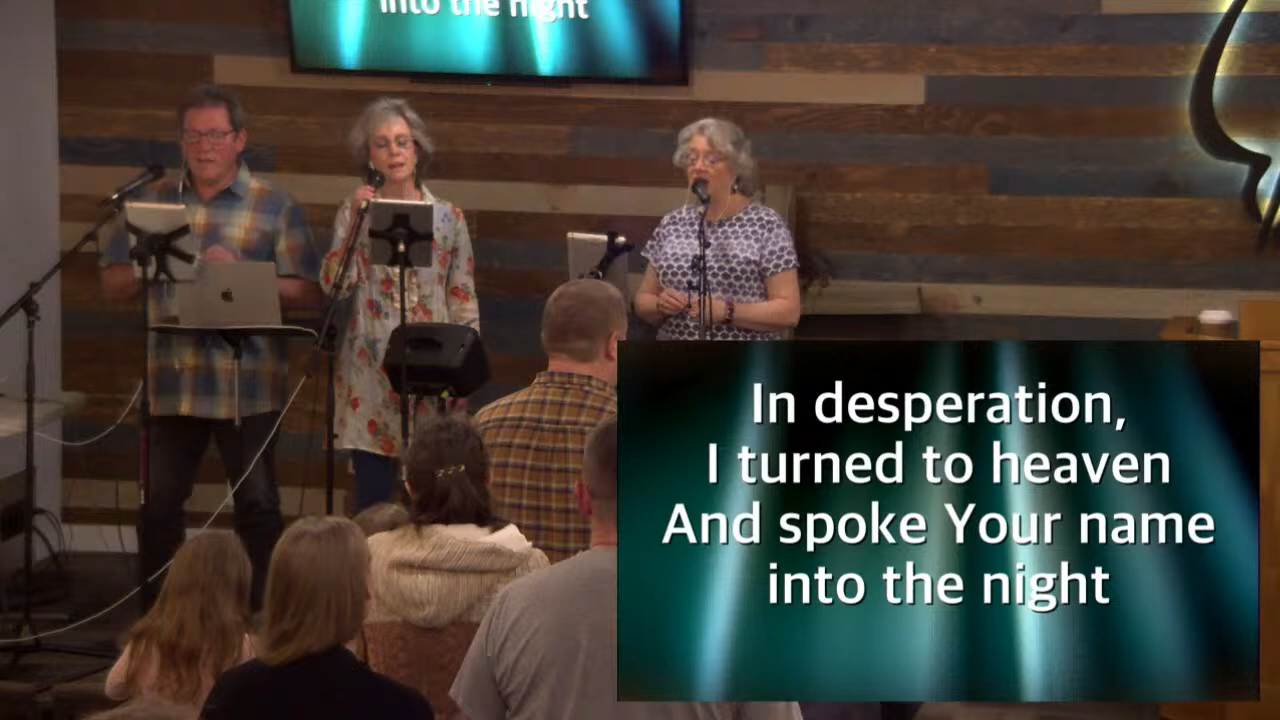 into the night
In desperation,
I turned to heaven
And spoke Your name
into the night